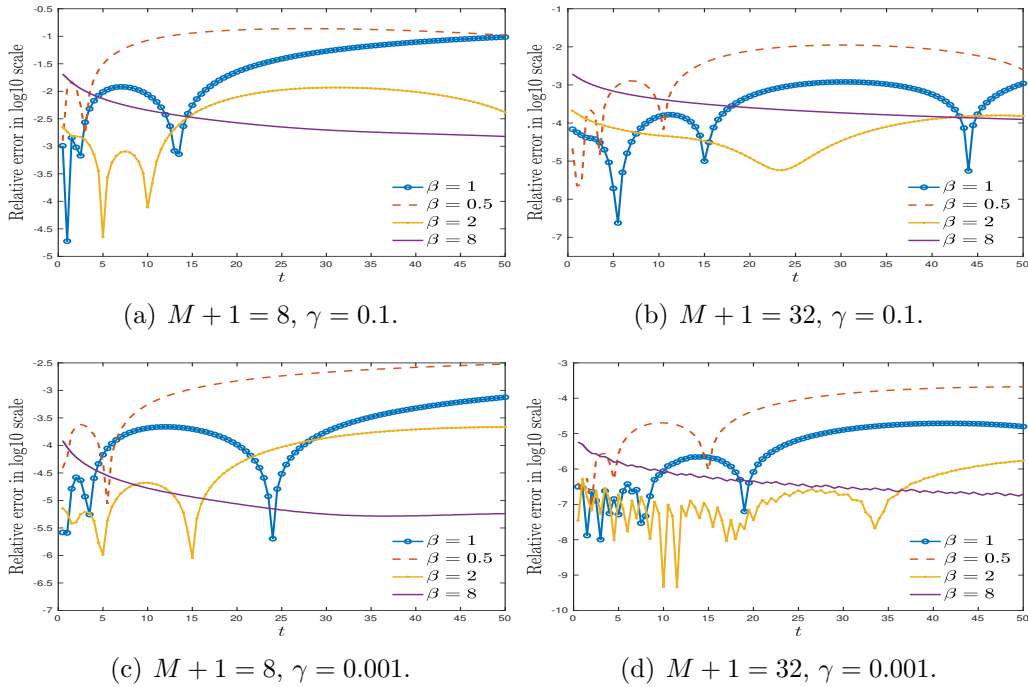 Relative error in log10 scale
-0.5
-1
-1.5
-2
-2.5
-3
-3.5
-4
-4.5
-5
0 5 10 15 20 25 30 35 40 45 50
t
β = 1
β = 0.5
β = 2
β = 8
(a) M + 1 = 8, γ = 0.1.
Relative error in log10 scale
-1
-2
-3
-4
-5
-6
-7
0 5 10 15 20 25 30 35 40 45 50
t
β = 1
β = 0.5
β = 2
β = 8
(b) M + 1 = 32, γ = 0.1.
Relative error in log10 scale
-2.5
-3
-3.5
-4
-4.5
-5
-5.5
-6
-6.5
-7
0 5 10 15 20 25 30 35 40 45 50
t
β = 1
β = 0.5
β = 2
β = 8
(c) M + 1 = 8, γ = 0.001.
Relative error in log10 scale
-3
-4
-5
-6
-7
-8
-9
-10
0 5 10 15 20 25 30 35 40 45 50
t
β = 1
β = 0.5
β = 2
β = 8
(d) M + 1 = 32, γ = 0.001.